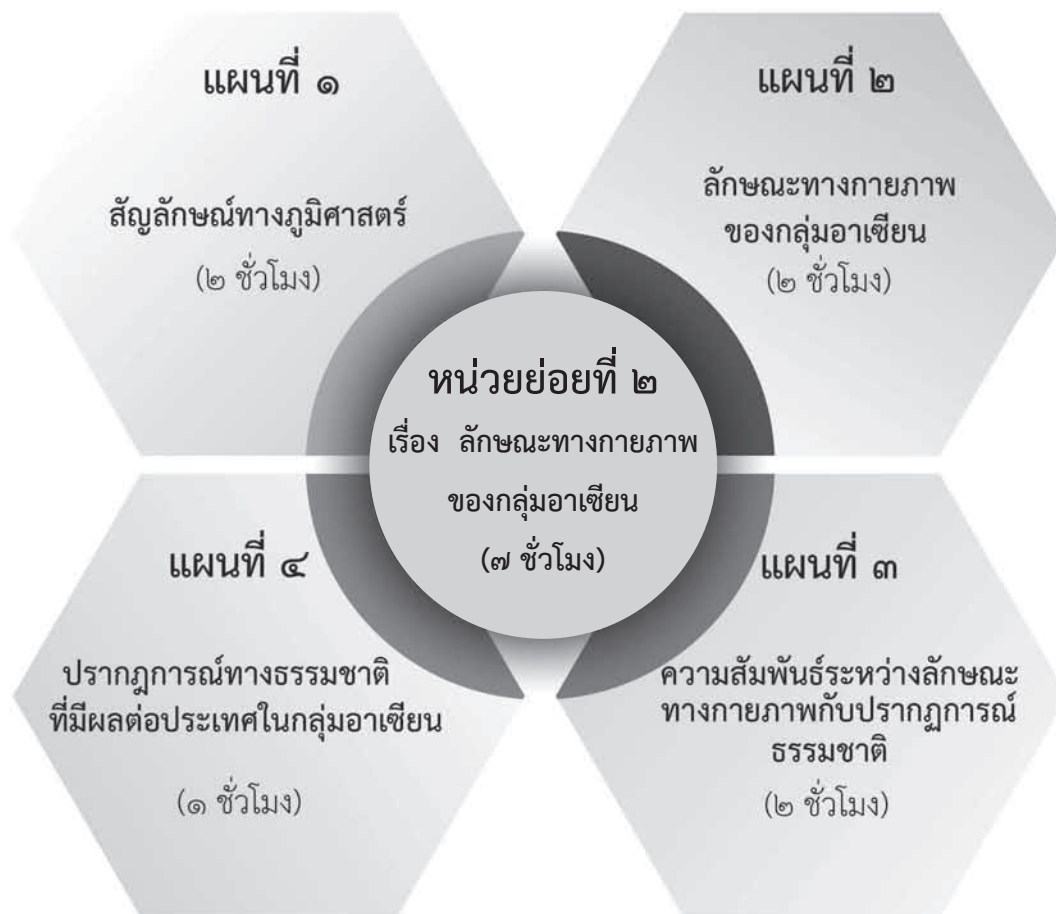 แผนที่ ๑
สัญลักษณ์ทางภูมิศาสตร์
(๒ ชั่วโมง)
แผนที่ ๒
ลักษณะทางกายภาพ
ของกลุ่มอาเซียน
(๒ ชั่วโมง)
หน่วยย่อยที่ ๒
เรื่อง ลักษณะทางกายภาพ
ของกลุ่มอาเซียน
(๗ ชั่วโมง)
แผนที่ ๔
ปรากฎการณ์ทางธรรมชาติ
ที่มีผลต่อประเทศในกลุ่มอาเซียน
(๑ ชั่วโมง)
แผนที่ ๓
ความสัมพันธ์ระหว่างลักษณะ
ทางกายภาพกับปรากฏการณ์
ธรรมชาติ
(๒ ชั่วโมง)